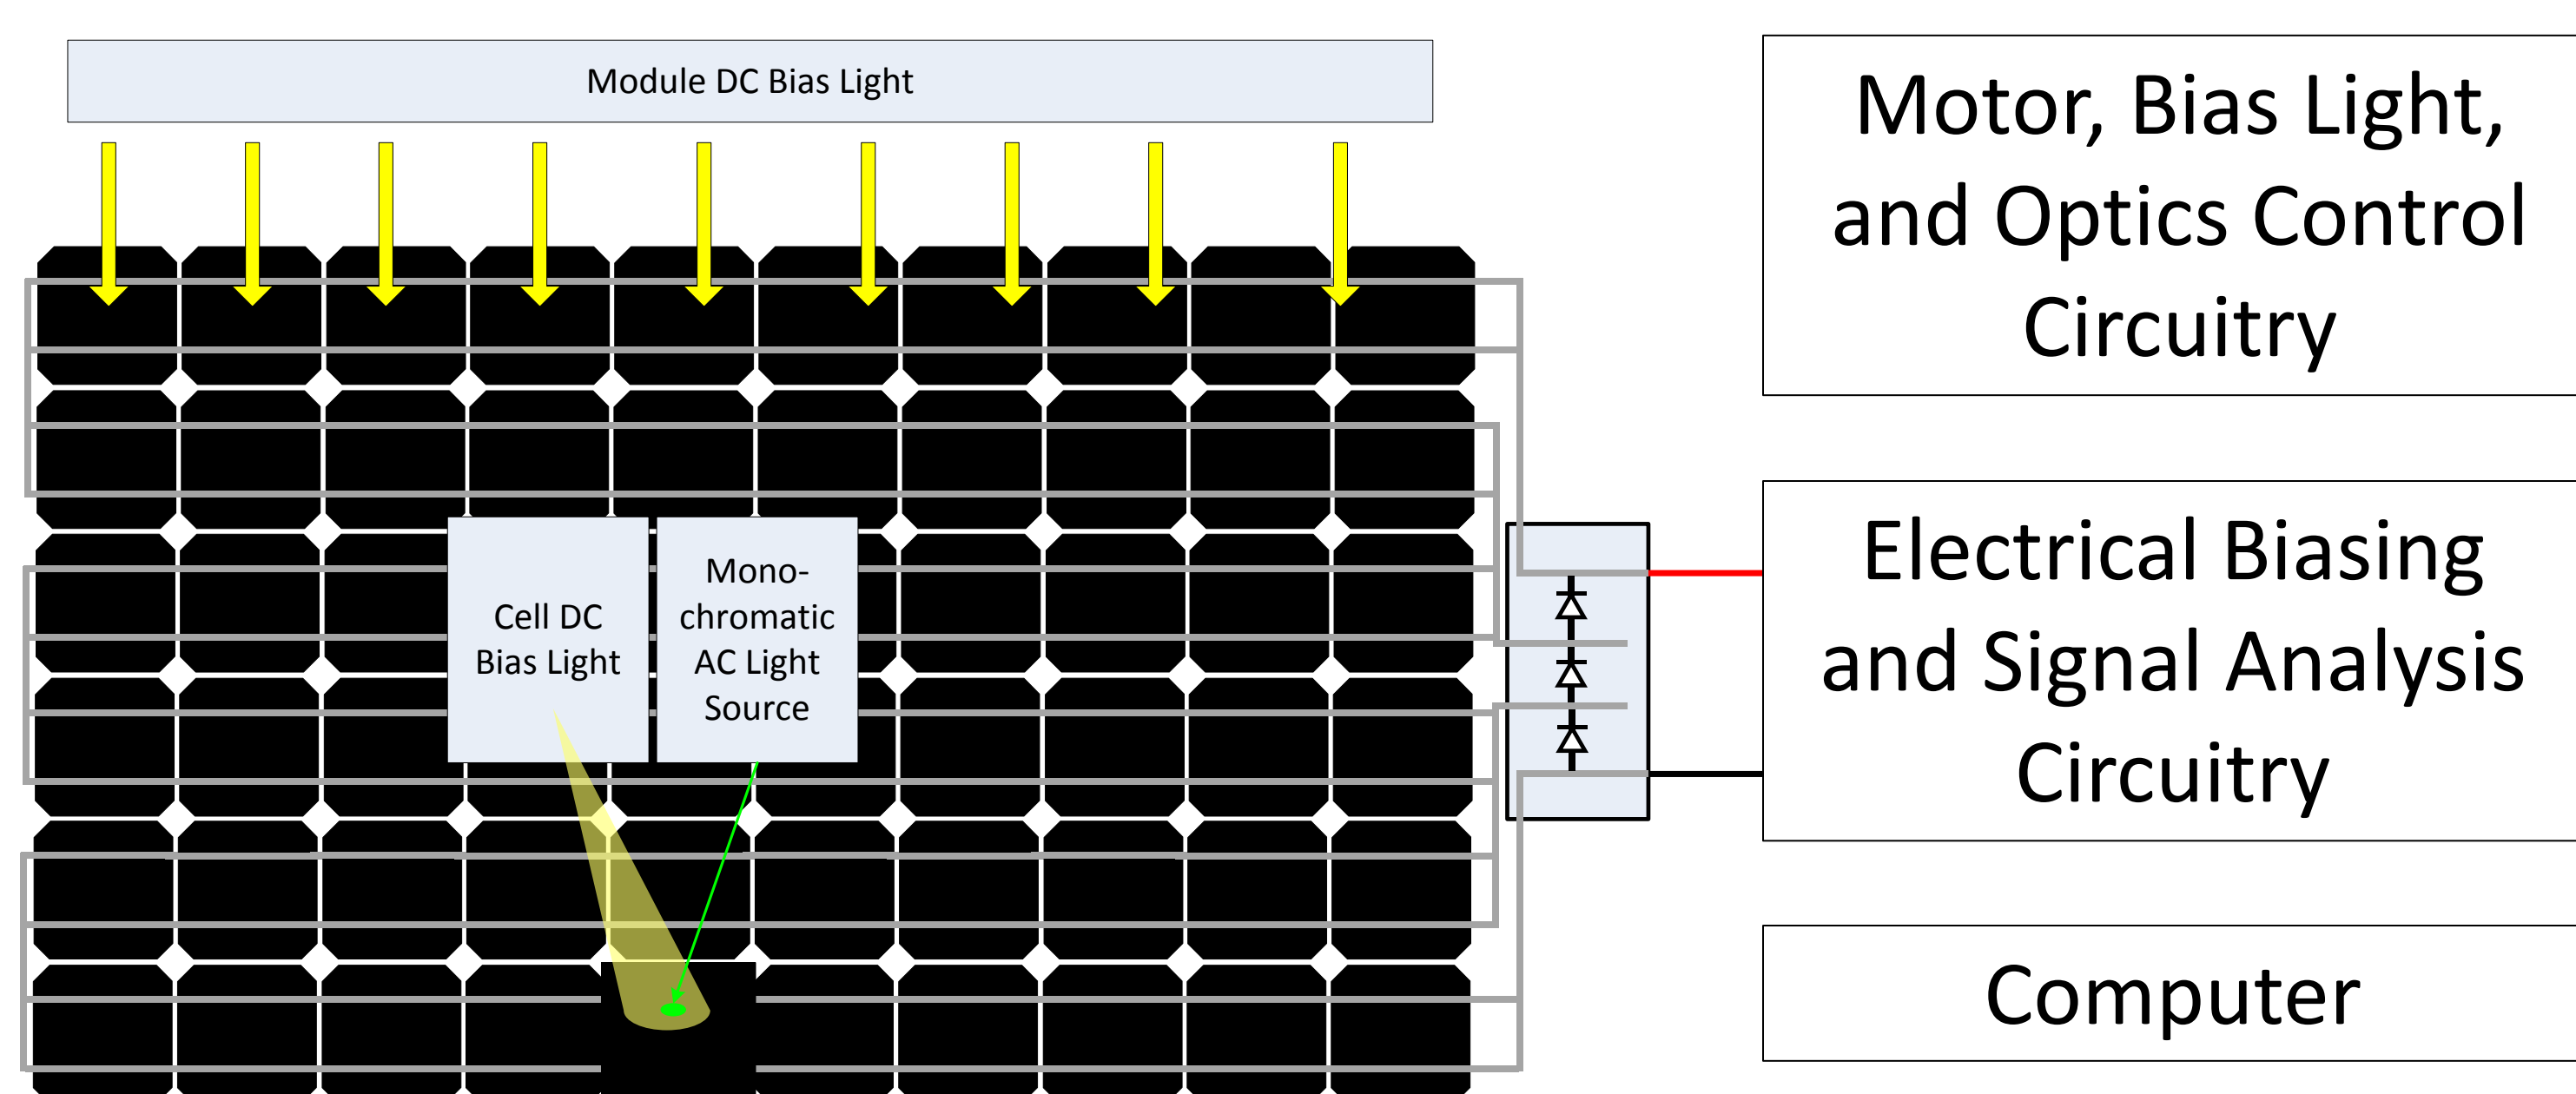 Module DC Bias Light
Motor, Bias Light,
and Optics Control
Circuitry
Cell DC
Bias Light
Mono-
chromatic
AC Light
Source
Electrical Biasing
and Signal Analysis
Circuitry
Computer